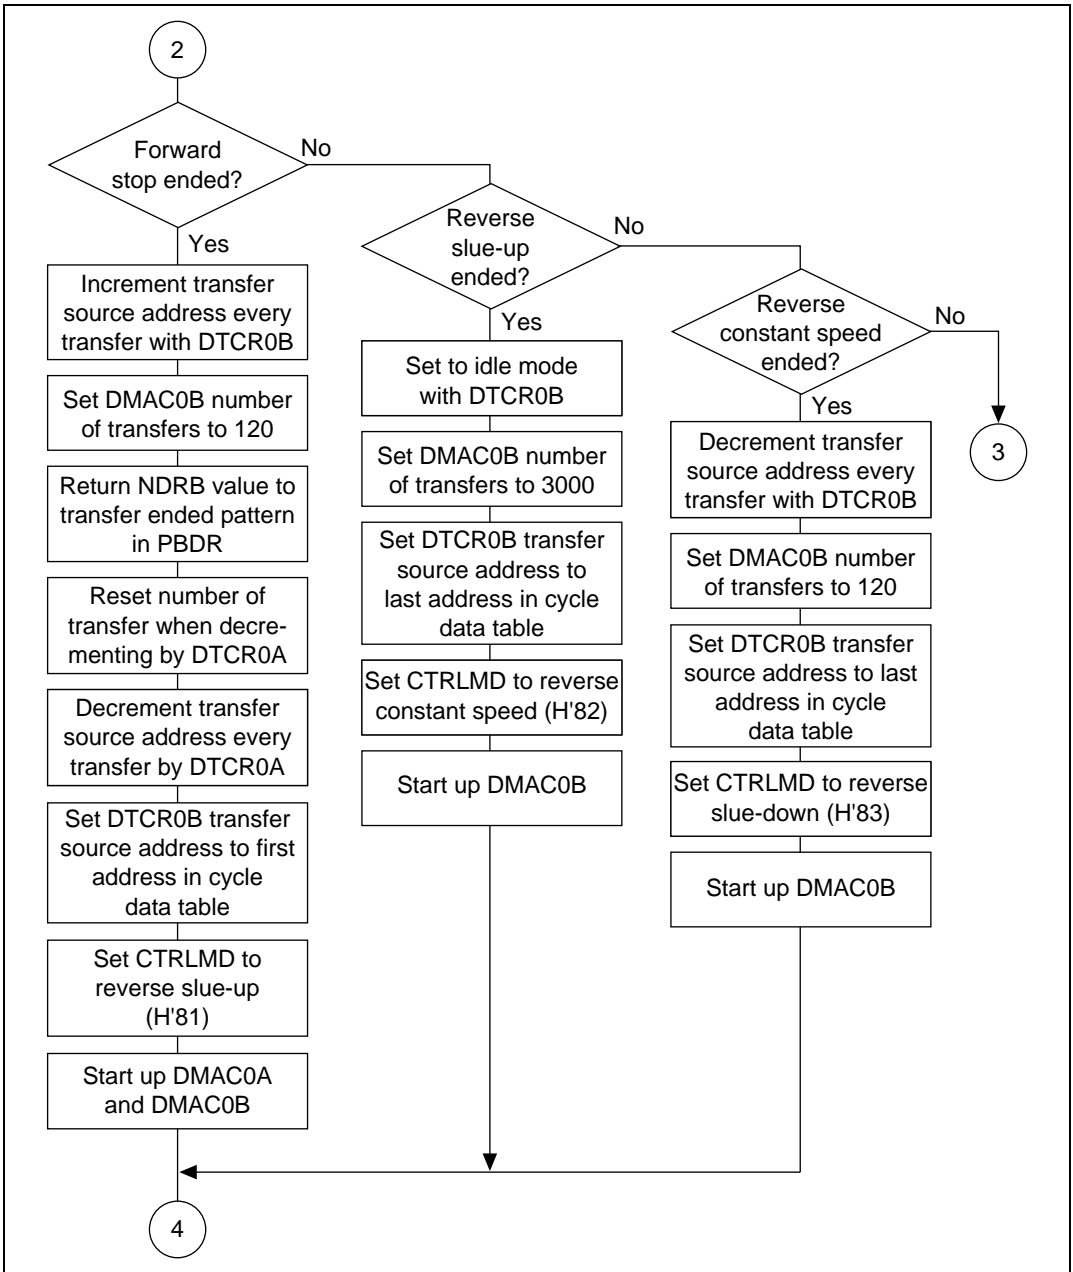 2
Forward
stop ended?
No
Yes
Increment transfer
source address every
transfer with DTCR0B
Set DMAC0B number
of transfers to 120
Return NDRB value to
transfer ended pattern
in PBDR
Reset number of
transfer when decre-
menting by DTCR0A
Decrement transfer
source address every
transfer by DTCR0A
Set DTCR0B transfer
source address to first
address in cycle
data table
Set CTRLMD to
reverse slue-up
(H'81)
Start up DMAC0A
and DMAC0B
Reverse
slue-up
ended?
No
Yes
Set to idle mode
with DTCR0B
Set DMAC0B number
of transfers to 3000
Set DTCR0B transfer
source address to
last address in cycle
data table
Set CTRLMD to reverse
constant speed (H'82)
Start up DMAC0B
Reverse
constant speed
ended?
No
Yes
3
Decrement transfer
source address every
transfer with DTCR0B
Set DMAC0B number
of transfers to 120
Set DTCR0B transfer
source address to last
address in cycle
data table
Set CTRLMD to reverse
slue-down (H'83)
Start up DMAC0B
4